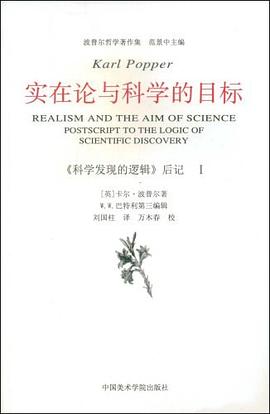 波普尔哲学著作集 范景中主编
Karl Popper
实在论与科学的目标
REALISM AND THE AIM OF SCIENCE
POSTSCRIPT TO THE LOGIC OF
SCIENTIFIC DISCOVERY
《科学发现的逻辑》后记 I
[英]卡尔·波普尔著
W.W.巴特利第三编辑
刘国柱 译 万木春 校
中国美术学院出版社